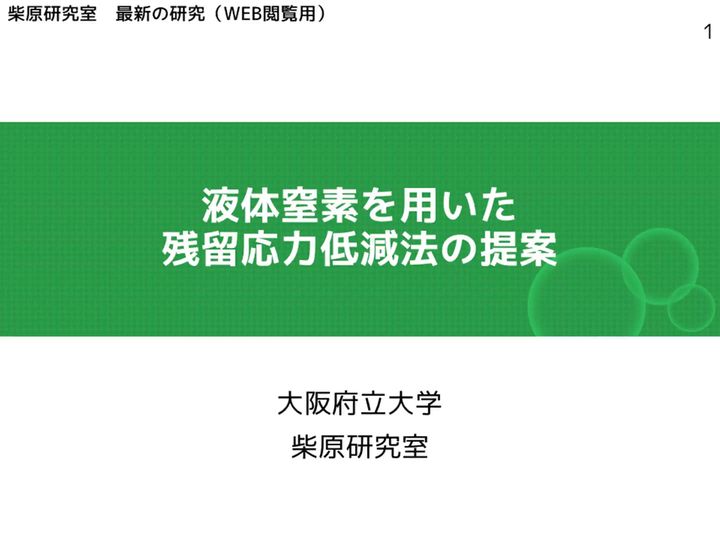 柴原研究室　最新の研究（WEB閲覧用）
1
液体窒素を用いた
残留応力低減法の提案
大阪府立大学
柴原研究室